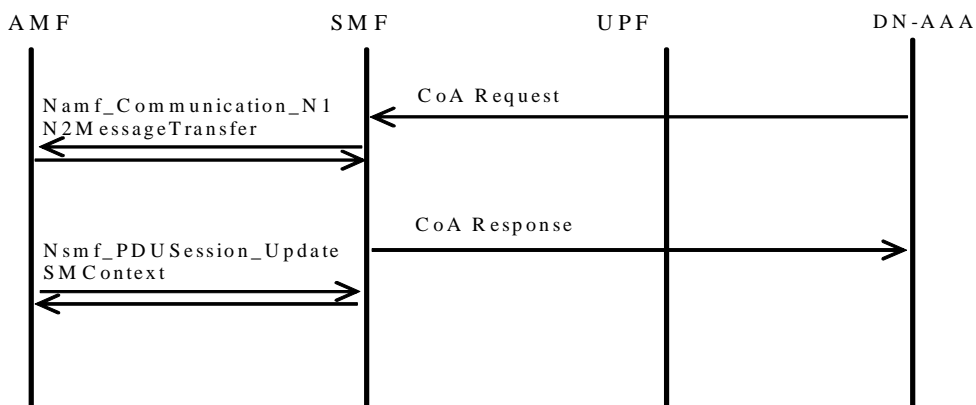 AMF SMF UPF DN-AAA
CoA Request
Namf_Communication_N1
N2MessageTransfer
CoA Response
Nsmf_PDUSession_Update
SMContext